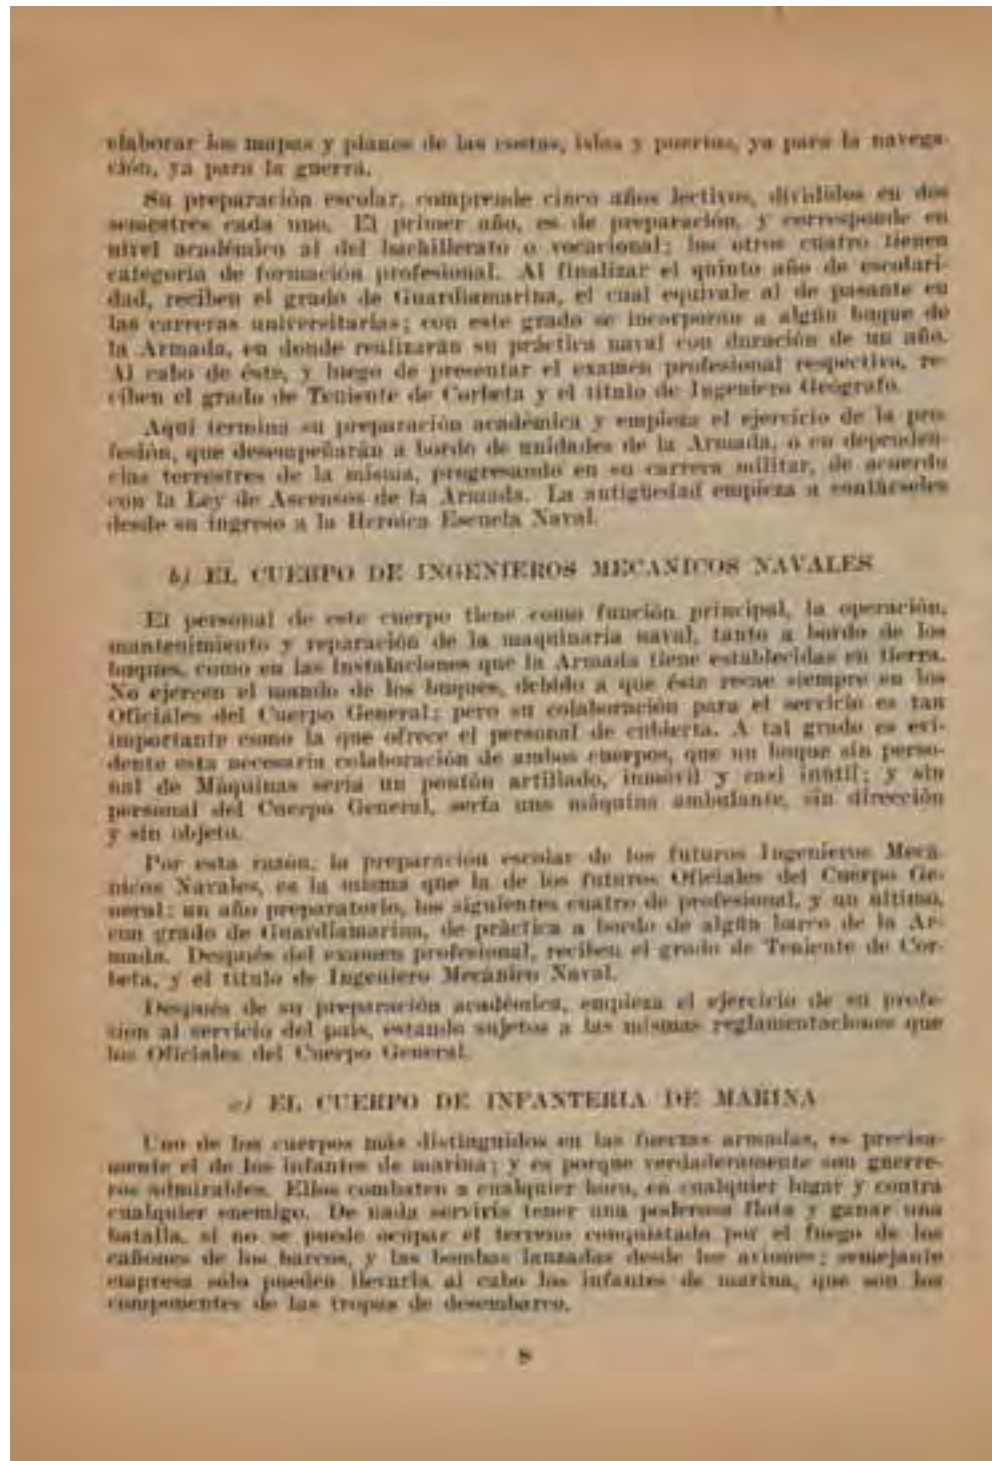 elaborar los mapas y planos de las costas, islas y puertos, ya para la navega-
ción, ya para la guerra.
Su preparación escolar, comprende cinco años lectivos, divididos en dos
semestres cada uno. El primer año, es de preparación, y corresponde en
nivel académico al del bachillerato o vocacional; los otros cuatro tienen
categoría de formación profesional. Al finalizar el quinto año de escolari-
dad, reciben el grado de Guardiamarina, el cual equivale al de pasante en
las carreras universitarias; con este grado se incorporan a algún buque de
la Armada, en donde realizarán su práctica naval con duración de un año.
Al cabo de éste, y luego de presentar el examen profesional respectivo, re-
ciben el grado de Teniente de Corbeta y el título de Ingeniero Geógrafo.
Aquí termina su preparación académica y empieza el ejercicio de la pro-
fesión, que desempeñarán a bordo de unidades de la Armada, o en dependen-
cias terrestres de la misma, progresando en su carrera militar, de acuerdo
con la Ley de Ascensos de la Armada. La antigüedad empieza a contárseles
desde su ingreso a la Heroica Escuela Naval.
b) EL CUERPO DE INGENIEROS MECANICOS NAVALES
El personal de este cuerpo tiene como función principal, la operación,
mantenimiento y reparación de la maquinaria naval, tanto a bordo de los
buques, como en las instalaciones que la Armada tiene establecidas en tierra.
No ejercen el mando de los buques, debido a que éste recae siempre en los
Oficiales del Cuerpo General; pero su colaboración para el servicio es tan
importante como la que ofrece el personal de cubierta. A tal grado es evi-
dente esta necesaria colaboración de ambos cuerpos, que un buque sin perso-
nal de Máquinas sería un pontón artillado, inmóvil y casi inútil; y sin
personal del Cuerpo General, sería una máquina ambulante, sin dirección
y sin objeto.
Por esta razón, la preparación escolar de los futuros Ingenieros Mecá-
nicos Navales, es la misma que la de los futuros Oficiales del Cuerpo Ge-
neral: un año preparatorio, los siguientes cuatro de profesional, y un último,
con grado de Guardiamarina, de práctica a bordo de algún barco de la Ar-
mada. Después del examen profesional, reciben el grado de Teniente de Cor-
beta, y el título de Ingeniero Mecánico Naval.
Después de su preparación académica, empieza el ejercicio de su profe-
sión al servicio del país, estando sujetos a las mismas reglamentaciones que
los Oficiales del Cuerpo General.
c) EL CUERPO DE INFANTERIA DE MARINA
Uno de los cuerpos más distinguidos en las fuerzas armadas, es precisa-
mente el de los infantes de marina; y es porque verdaderamente son guerre-
ros admirables. Ellos combaten a cualquier hora, en cualquier lugar y contra
cualquier enemigo. De nada serviría tener una poderosa flota y ganar una
batalla, si no se puede ocupar el terreno conquistado por el fuego de los
cañones de los barcos, y las bombas lanzadas desde los aviones; semejante
empresa sólo pueden llevarla al cabo los infantes de marina, que son los
componentes de las tropas de desembarco.
8